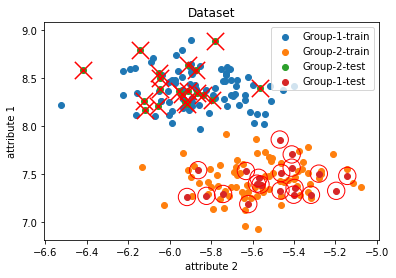 Dataset
Group-1-train
Group-2-train
Group-2-test
Group-1-test
9.0
8.5
8.0
7.5
7.0
attribute 1
−6.6 −6.4 −6.2 −6.0 −5.8 −5.6 −5.4 −5.2 −5.0
attribute 2